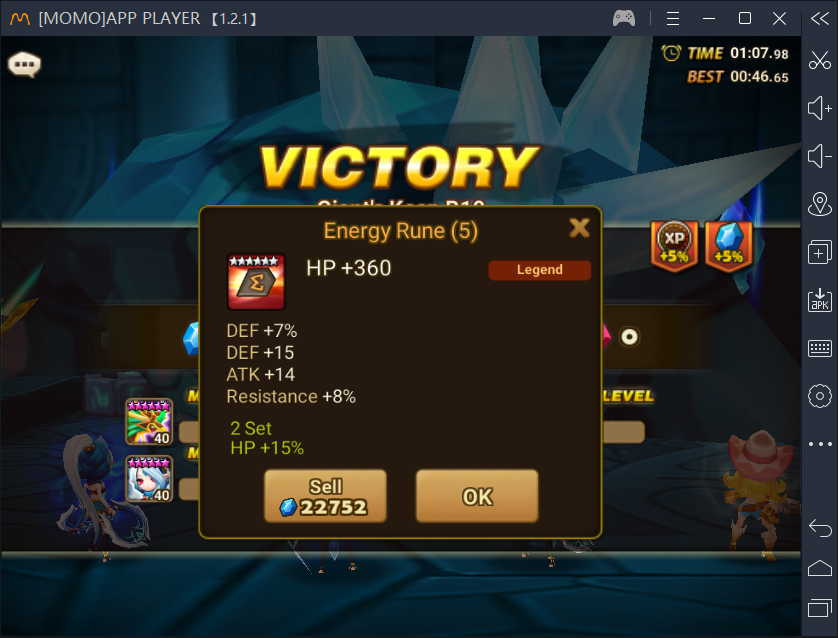 [MOMO]APP PLAYER 【1.2.1】
TIME 01:07.98
BEST 00:46.65
VICTORY
Giant's Keep B10
Energy Rune (5)
XP
+5%
+5%
HP +360
Legend
DEF +7%
DEF +15
ATK +14
Resistance +8%
2 Set
HP +15%
LEVEL
40
40
Sell
22752
OK
APK